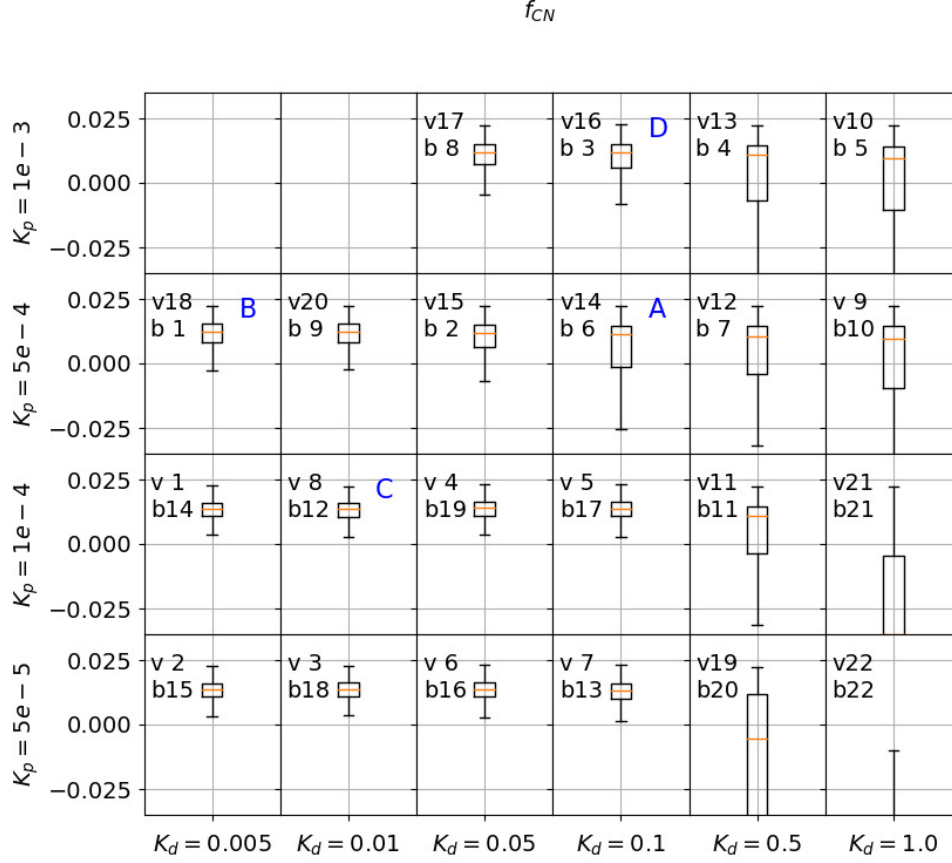 f_{CN}
K_p = 1e − 3
0.025
0.000
−0.025
v17
b 8
v16
b 3
D
v13
b 4
v10
b 5
K_p = 5e − 4
0.025
0.000
−0.025
v18
b 1
B
v20
b 9
v15
b 2
v14
b 6
A
v12
b 7
v 9
b10
K_p = 1e − 4
0.025
0.000
−0.025
v 1
b14
v 8
b12
C
v 4
b19
v 5
b17
v11
b11
v21
b21
K_p = 5e − 5
0.025
0.000
−0.025
v 2
b15
v 3
b18
v 6
b16
v 7
b13
v19
b20
v22
b22
K_d = 0.005
K_d = 0.01
K_d = 0.05
K_d = 0.1
K_d = 0.5
K_d = 1.0